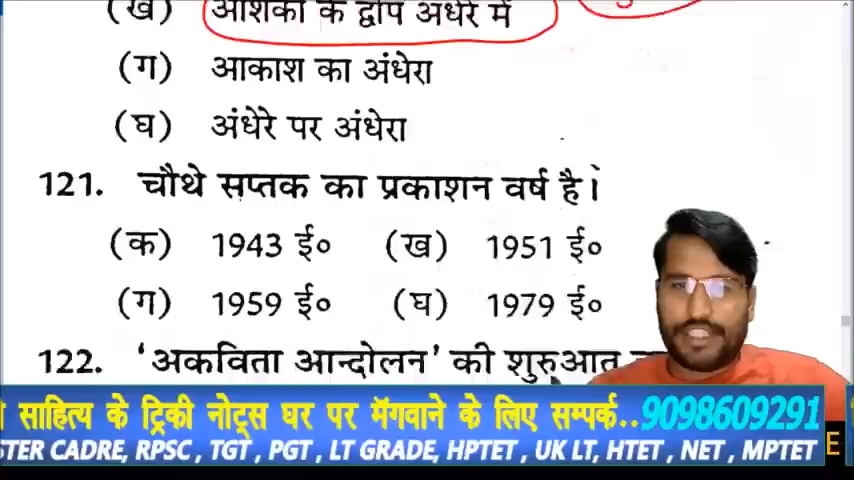 (ख) आशंका के द्वीप अंधेरे में
(ग) आकाश का अंधेरा
(घ) अंधेरे पर अंधेरा
121. चौथे सप्तक का प्रकाशन वर्ष है।
(क) 1943 ई० (ख) 1951 ई०
(ग) 1959 ई० (घ) 1979 ई०
122. 'अकविता आन्दोलन' की शुरुआत
साहित्य के ट्रिकी नोट्स घर पर मँगवाने के लिए सम्पर्क..9098609291
STER CADRE, RPSC , TGT , PGT , LT GRADE, HPTET , UK LT, HTET , NET , MPTET